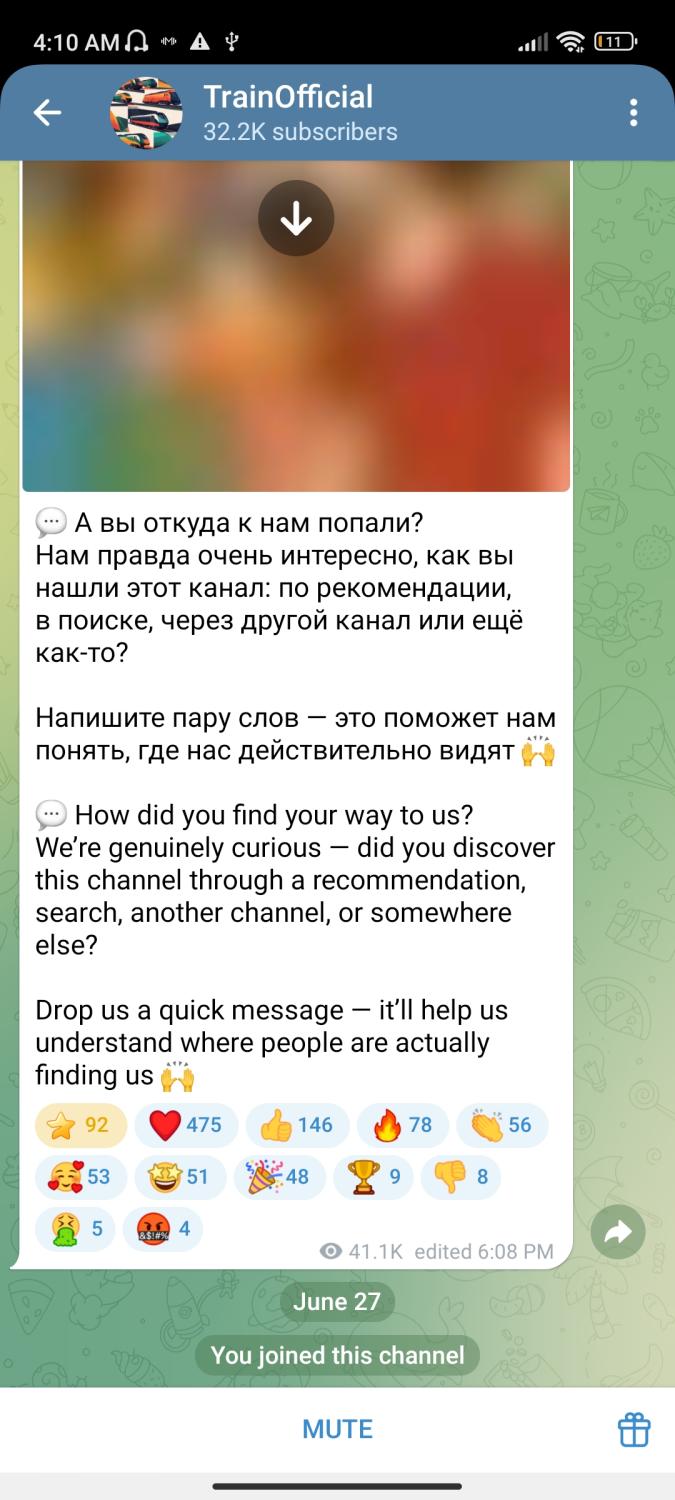 4:10 AM
11
TrainOfficial
32.2K subscribers
💬 А вы откуда к нам попали?
Нам правда очень интересно, как вы
нашли этот канал: по рекомендации,
в поиске, через другой канал или ещё
как-то?
Напишите пару слов — это поможет нам
понять, где нас действительно видят 🙌
💬 How did you find your way to us?
We’re genuinely curious — did you discover
this channel through a recommendation,
search, another channel, or somewhere
else?
Drop us a quick message — it’ll help us
understand where people are actually
finding us 🙌
⭐ 92 ❤️ 475 👍 146 🔥 78 👏 56
🥰 53 🤩 51 🎉 48 🏆 9 👎 8
🤮 5 🤬 4
41.1K edited 6:08 PM
June 27
You joined this channel
MUTE